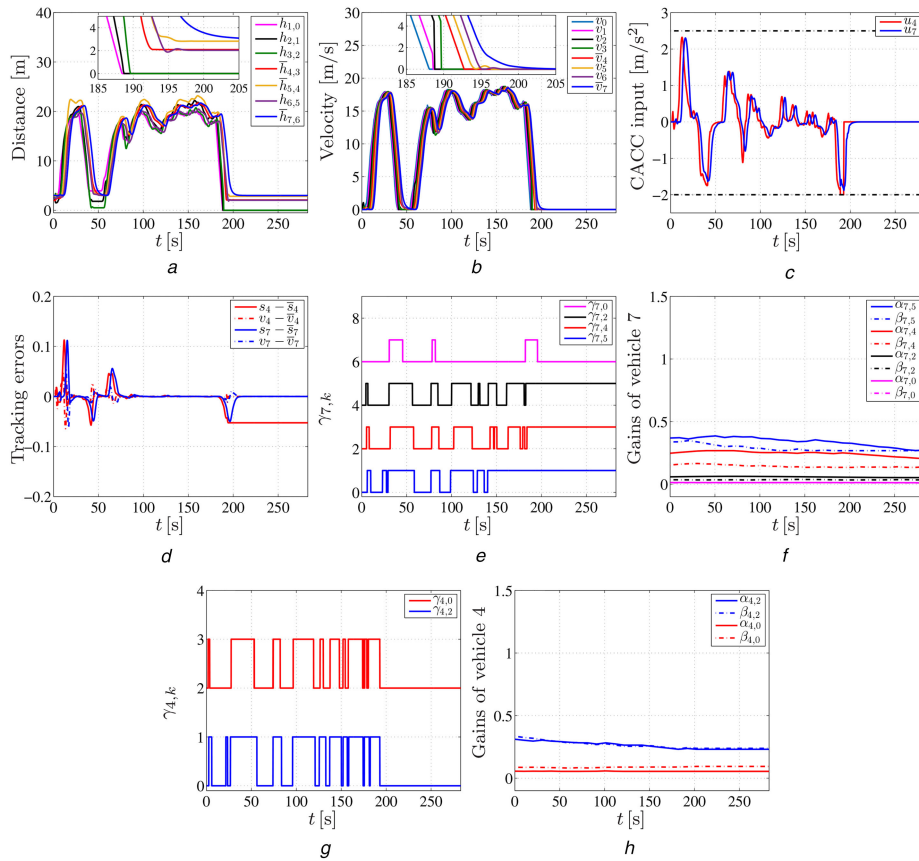 Distance [m]
40
30
20
10
0
0 50 100 150 200 250
t [s]
4
2
0
185 190 195 200 205
h1,0
h2,1
h3,2
h̅4,3
h̅5,4
h6,5
h̅7,6
a
Velocity [m/s]
30
25
20
15
10
5
0
0 50 100 150 200 250
t [s]
4
2
0
185 190 195 200 205
v0
v1
v2
v3
v4
v5
v6
v7
b
CACC input [m/s²]
3
2
1
0
−1
−2
0 50 100 150 200 250
t [s]
u4
u7
c
Tracking errors
0.2
0.1
0
−0.1
−0.2
0 50 100 150 200 250
t [s]
s4 − s̅4
v4 − v̅4
s7 − s̅7
v7 − v̅7
d
γ7,k
8
6
4
2
0
0 50 100 150 200 250
t [s]
γ7,0
γ7,2
γ7,4
γ7,5
e
Gains of vehicle 7
1.5
1
0.5
0
0 50 100 150 200 250
t [s]
α7,5
β7,5
α7,4
β7,4
α7,2
β7,2
α7,0
β7,0
f
γ4,k
4
3
2
1
0
0 50 100 150 200 250
t [s]
γ4,0
γ4,2
g
Gains of vehicle 4
1.5
1
0.5
0
0 50 100 150 200 250
t [s]
α4,2
β4,2
α4,0
β4,0
h